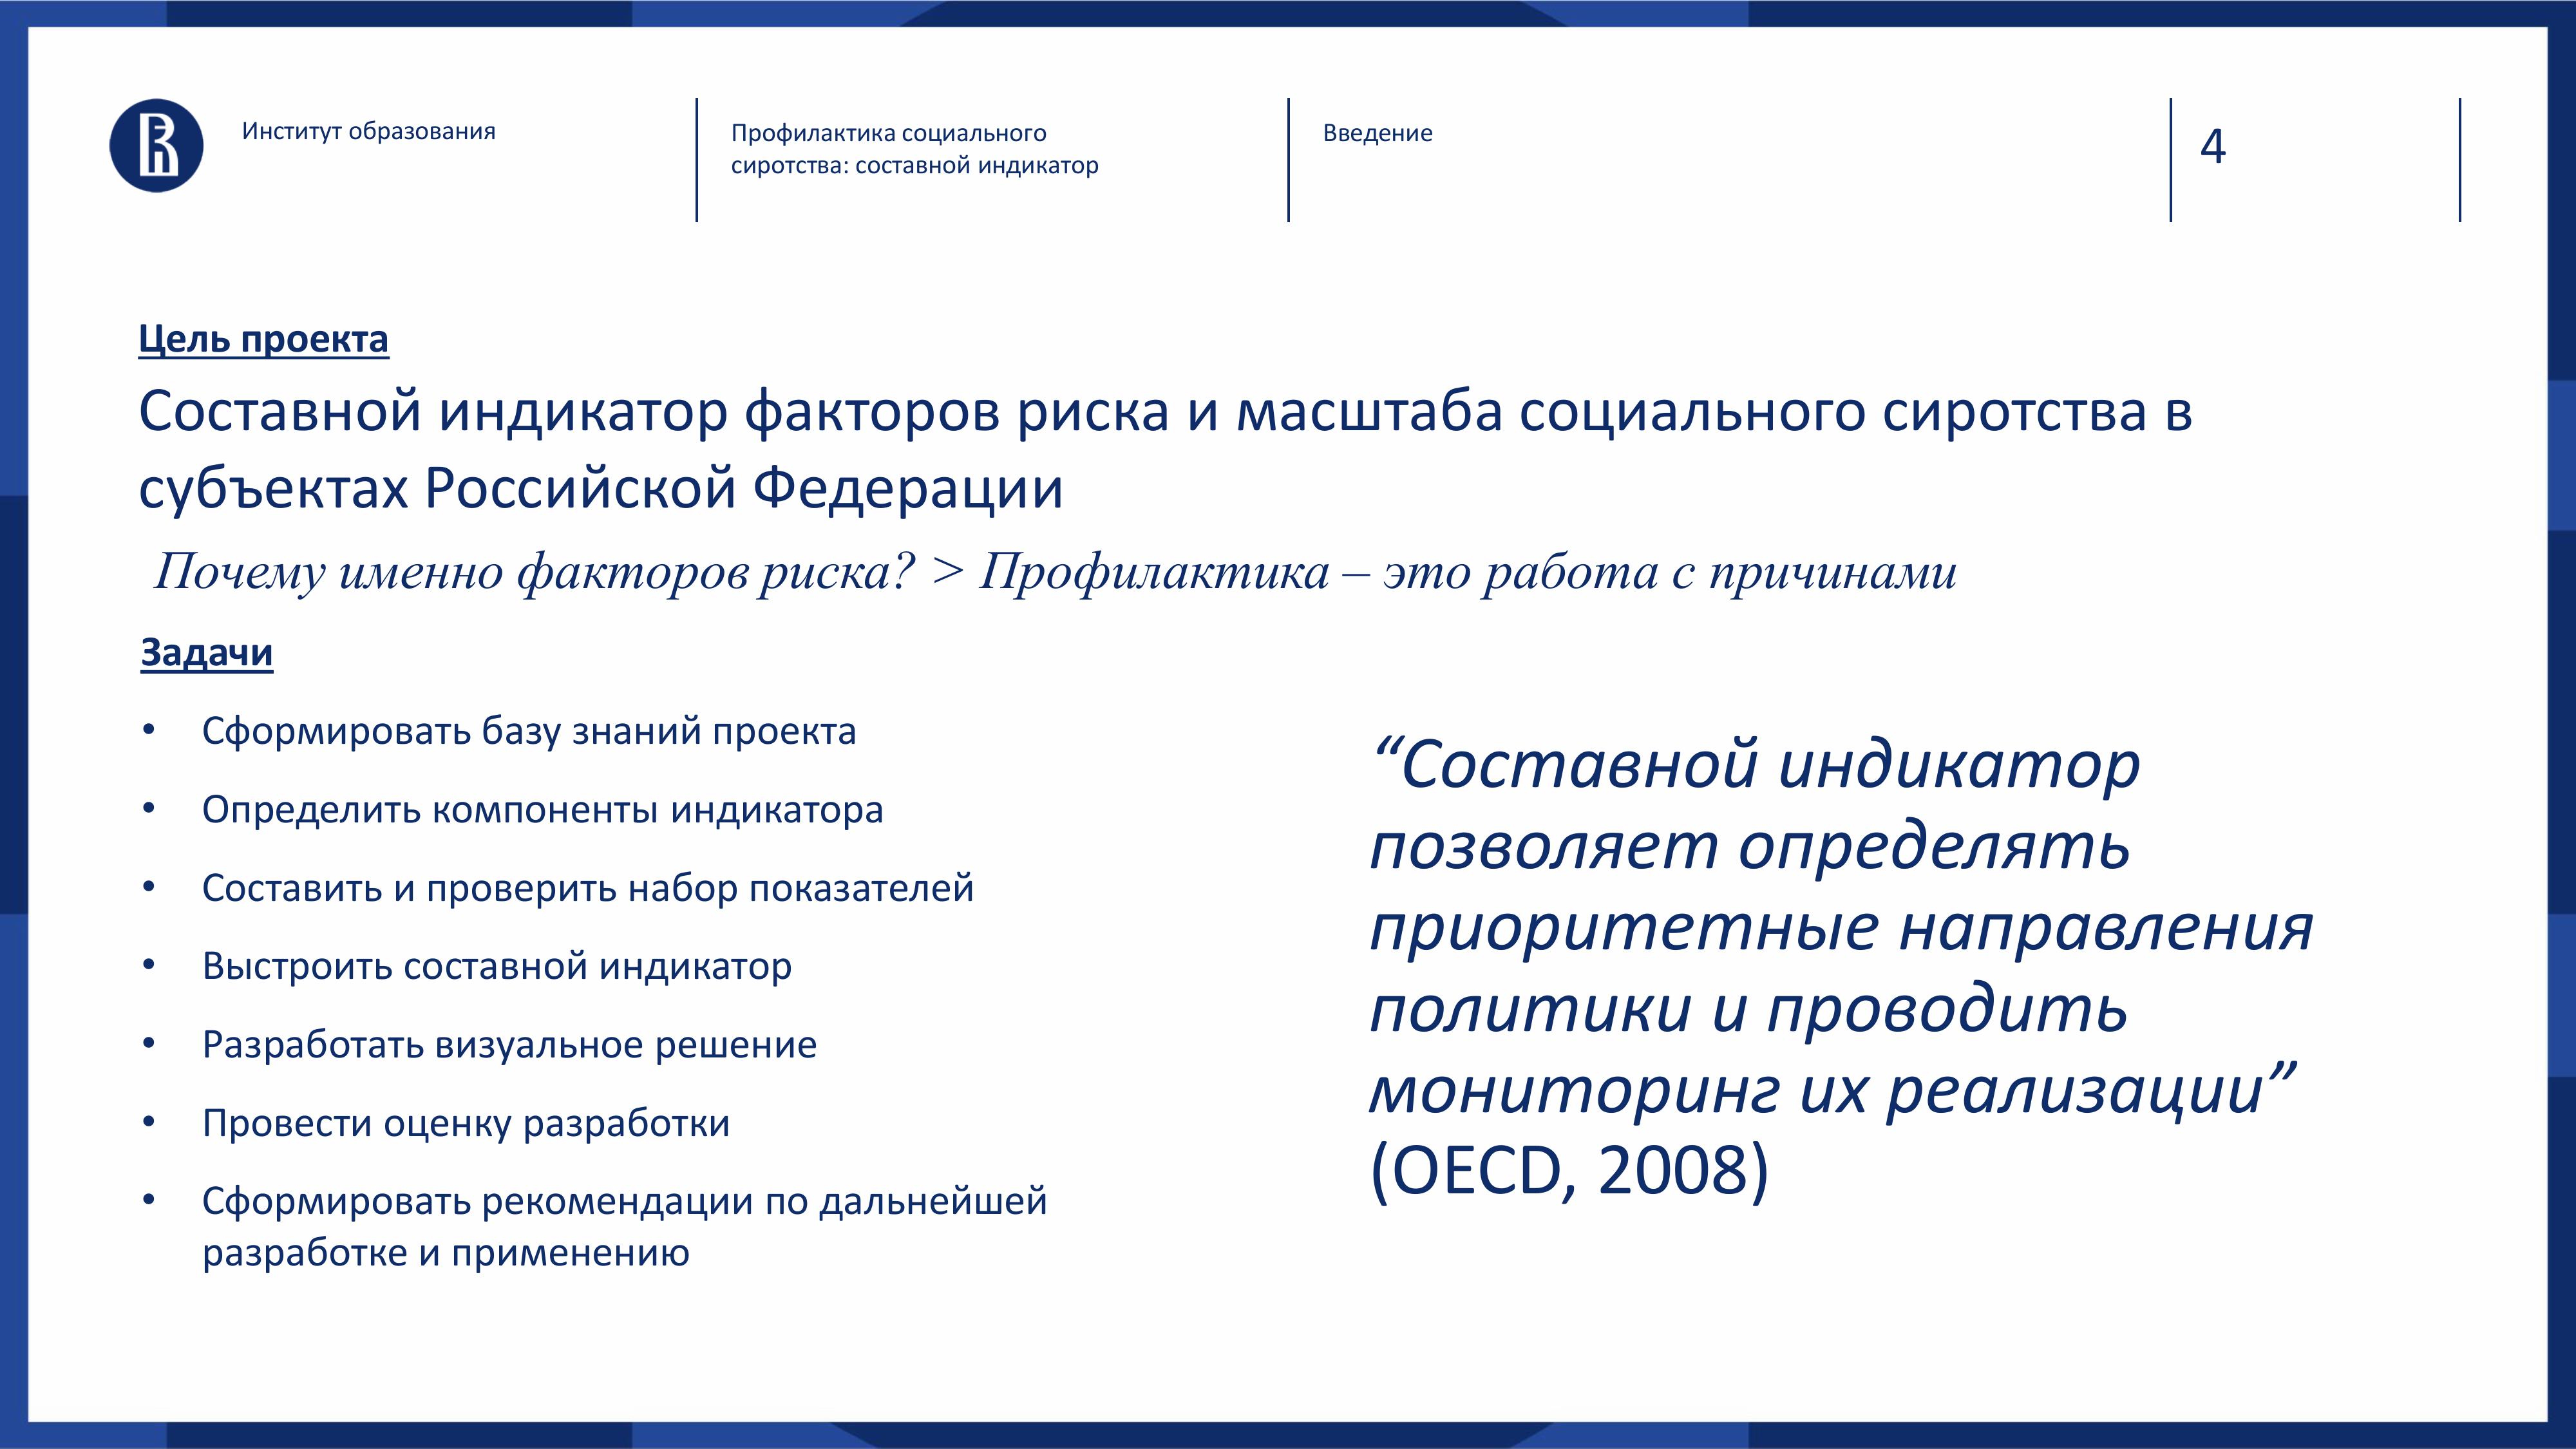 Институт образования
Профилактика социального
сиротства: составной индикатор
Введение
4
Цель проекта
Составной индикатор факторов риска и масштаба социального сиротства в
субъектах Российской Федерации
Почему именно факторов риска? > Профилактика – это работа с причинами
Задачи
• Сформировать базу знаний проекта
• Определить компоненты индикатора
• Составить и проверить набор показателей
• Выстроить составной индикатор
• Разработать визуальное решение
• Провести оценку разработки
• Сформировать рекомендации по дальнейшей
разработке и применению
“Составной индикатор
позволяет определять
приоритетные направления
политики и проводить
мониторинг их реализации”
(OECD, 2008)